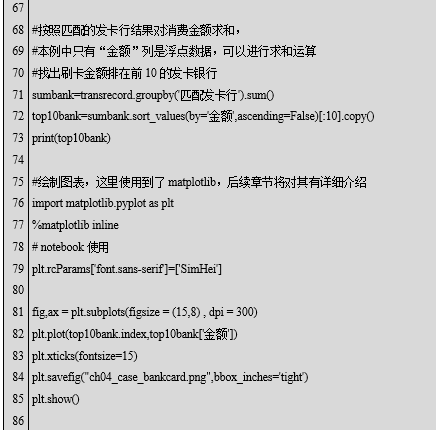 67
68 #按照匹配的发卡行结果对消费金额求和，
69 #本例中只有“金额”列是浮点数据，可以进行求和运算
70 #找出刷卡金额排在前 10 的发卡银行
71 sumbank=transrecord.groupby('匹配发卡行').sum()
72 top10bank=sumbank.sort_values(by='金额',ascending=False)[:10].copy()
73 print(top10bank)
74
75 #绘制图表，这里使用到了 matplotlib，后续章节将对其有详细介绍
76 import matplotlib.pyplot as plt
77 %matplotlib inline
78 # notebook 使用
79 plt.rcParams['font.sans-serif']=['SimHei']
80
81 fig,ax = plt.subplots(figsize = (15,8) , dpi = 300)
82 plt.plot(top10bank.index,top10bank['金额'])
83 plt.xticks(fontsize=15)
84 plt.savefig("ch04_case_bankcard.png",bbox_inches='tight')
85 plt.show()
86